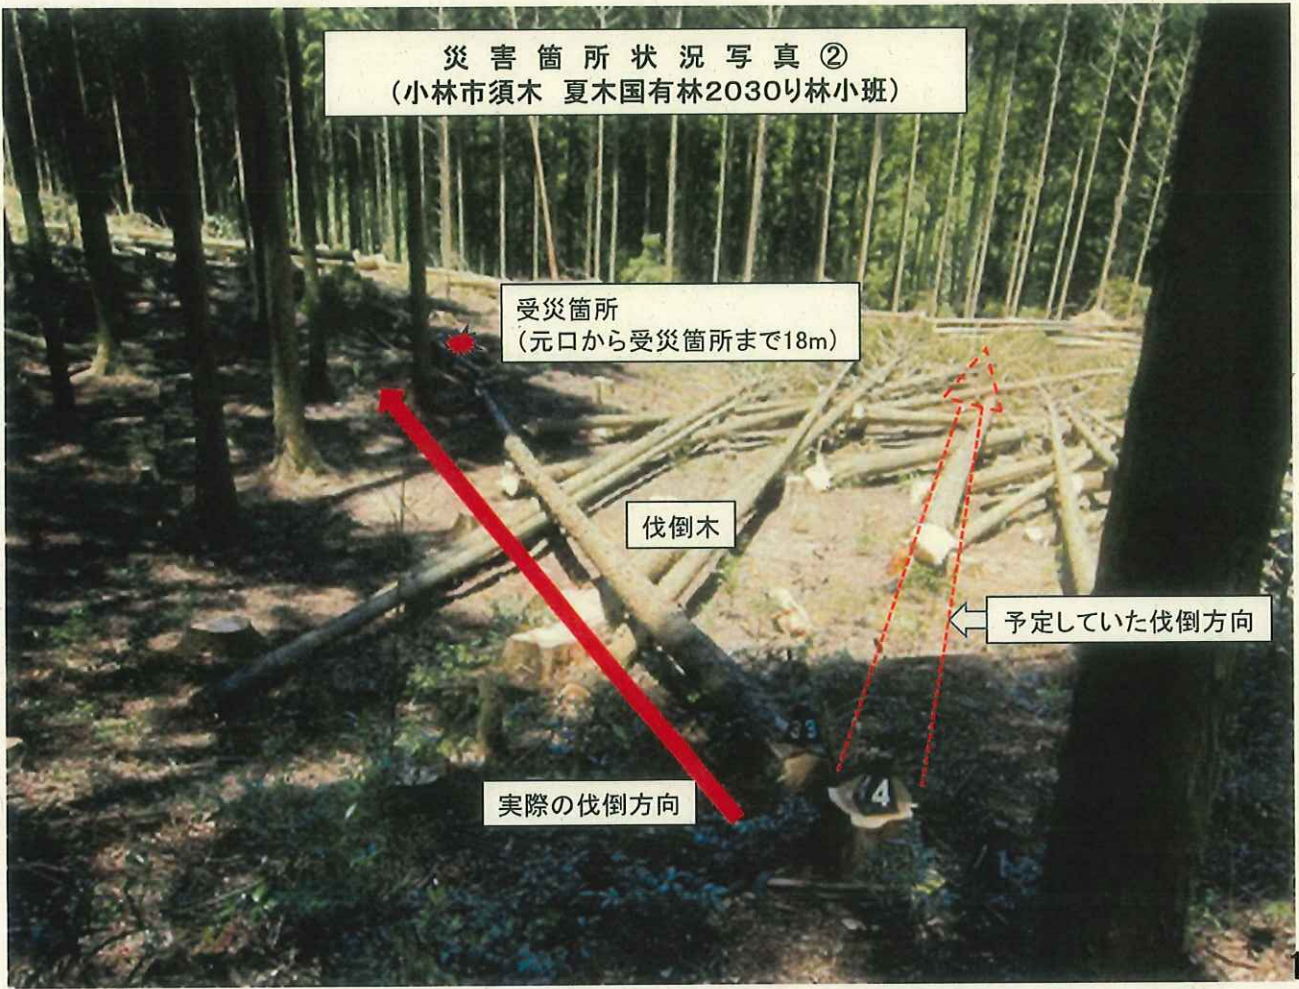 災害箇所状況写真②
(小林市須木 夏木国有林2030り林小班)
受災箇所
(元口から受災箇所まで18m)
伐倒木
予定していた伐倒方向
実際の伐倒方向
33
4
1